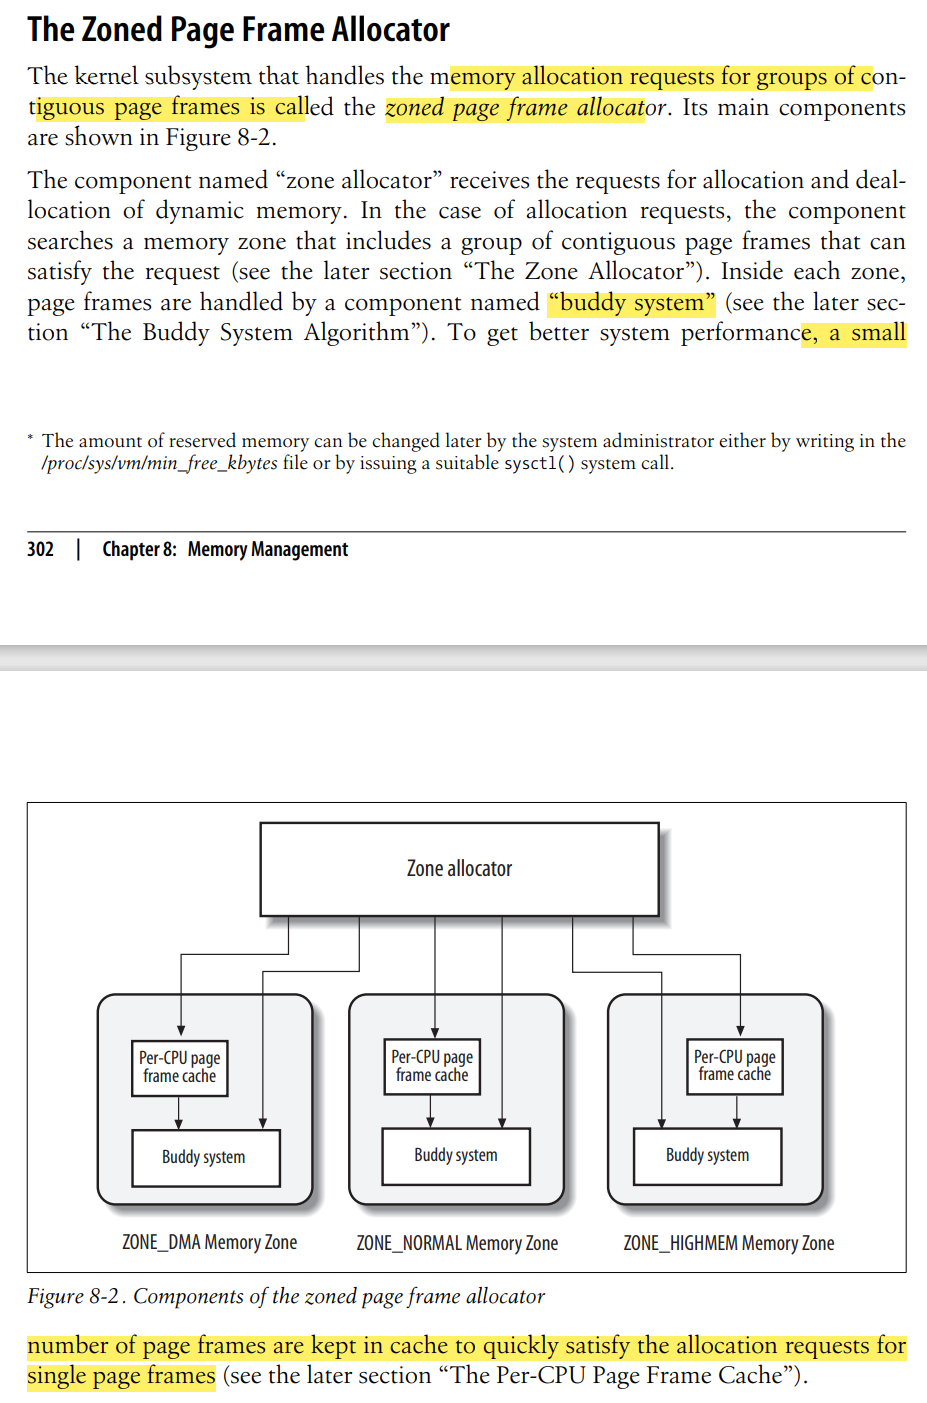 The Zoned Page Frame Allocator
The kernel subsystem that handles the memory allocation requests for groups of con-
tiguous page frames is called the zoned page frame allocator. Its main components
are shown in Figure 8-2.
The component named “zone allocator” receives the requests for allocation and deal-
location of dynamic memory. In the case of allocation requests, the component
searches a memory zone that includes a group of contiguous page frames that can
satisfy the request (see the later section “The Zone Allocator”). Inside each zone,
page frames are handled by a component named “buddy system” (see the later sec-
tion “The Buddy System Algorithm”). To get better system performance, a small
* The amount of reserved memory can be changed later by the system administrator either by writing in the
/proc/sys/vm/min_free_kbytes file or by issuing a suitable sysctl() system call.
302 | Chapter 8: Memory Management
Zone allocator
Per-CPU page
frame cache
Buddy system
ZONE_DMA Memory Zone
Per-CPU page
frame cache
Buddy system
ZONE_NORMAL Memory Zone
Per-CPU page
frame cache
Buddy system
ZONE_HIGHMEM Memory Zone
Figure 8-2. Components of the zoned page frame allocator
number of page frames are kept in cache to quickly satisfy the allocation requests for
single page frames (see the later section “The Per-CPU Page Frame Cache”).